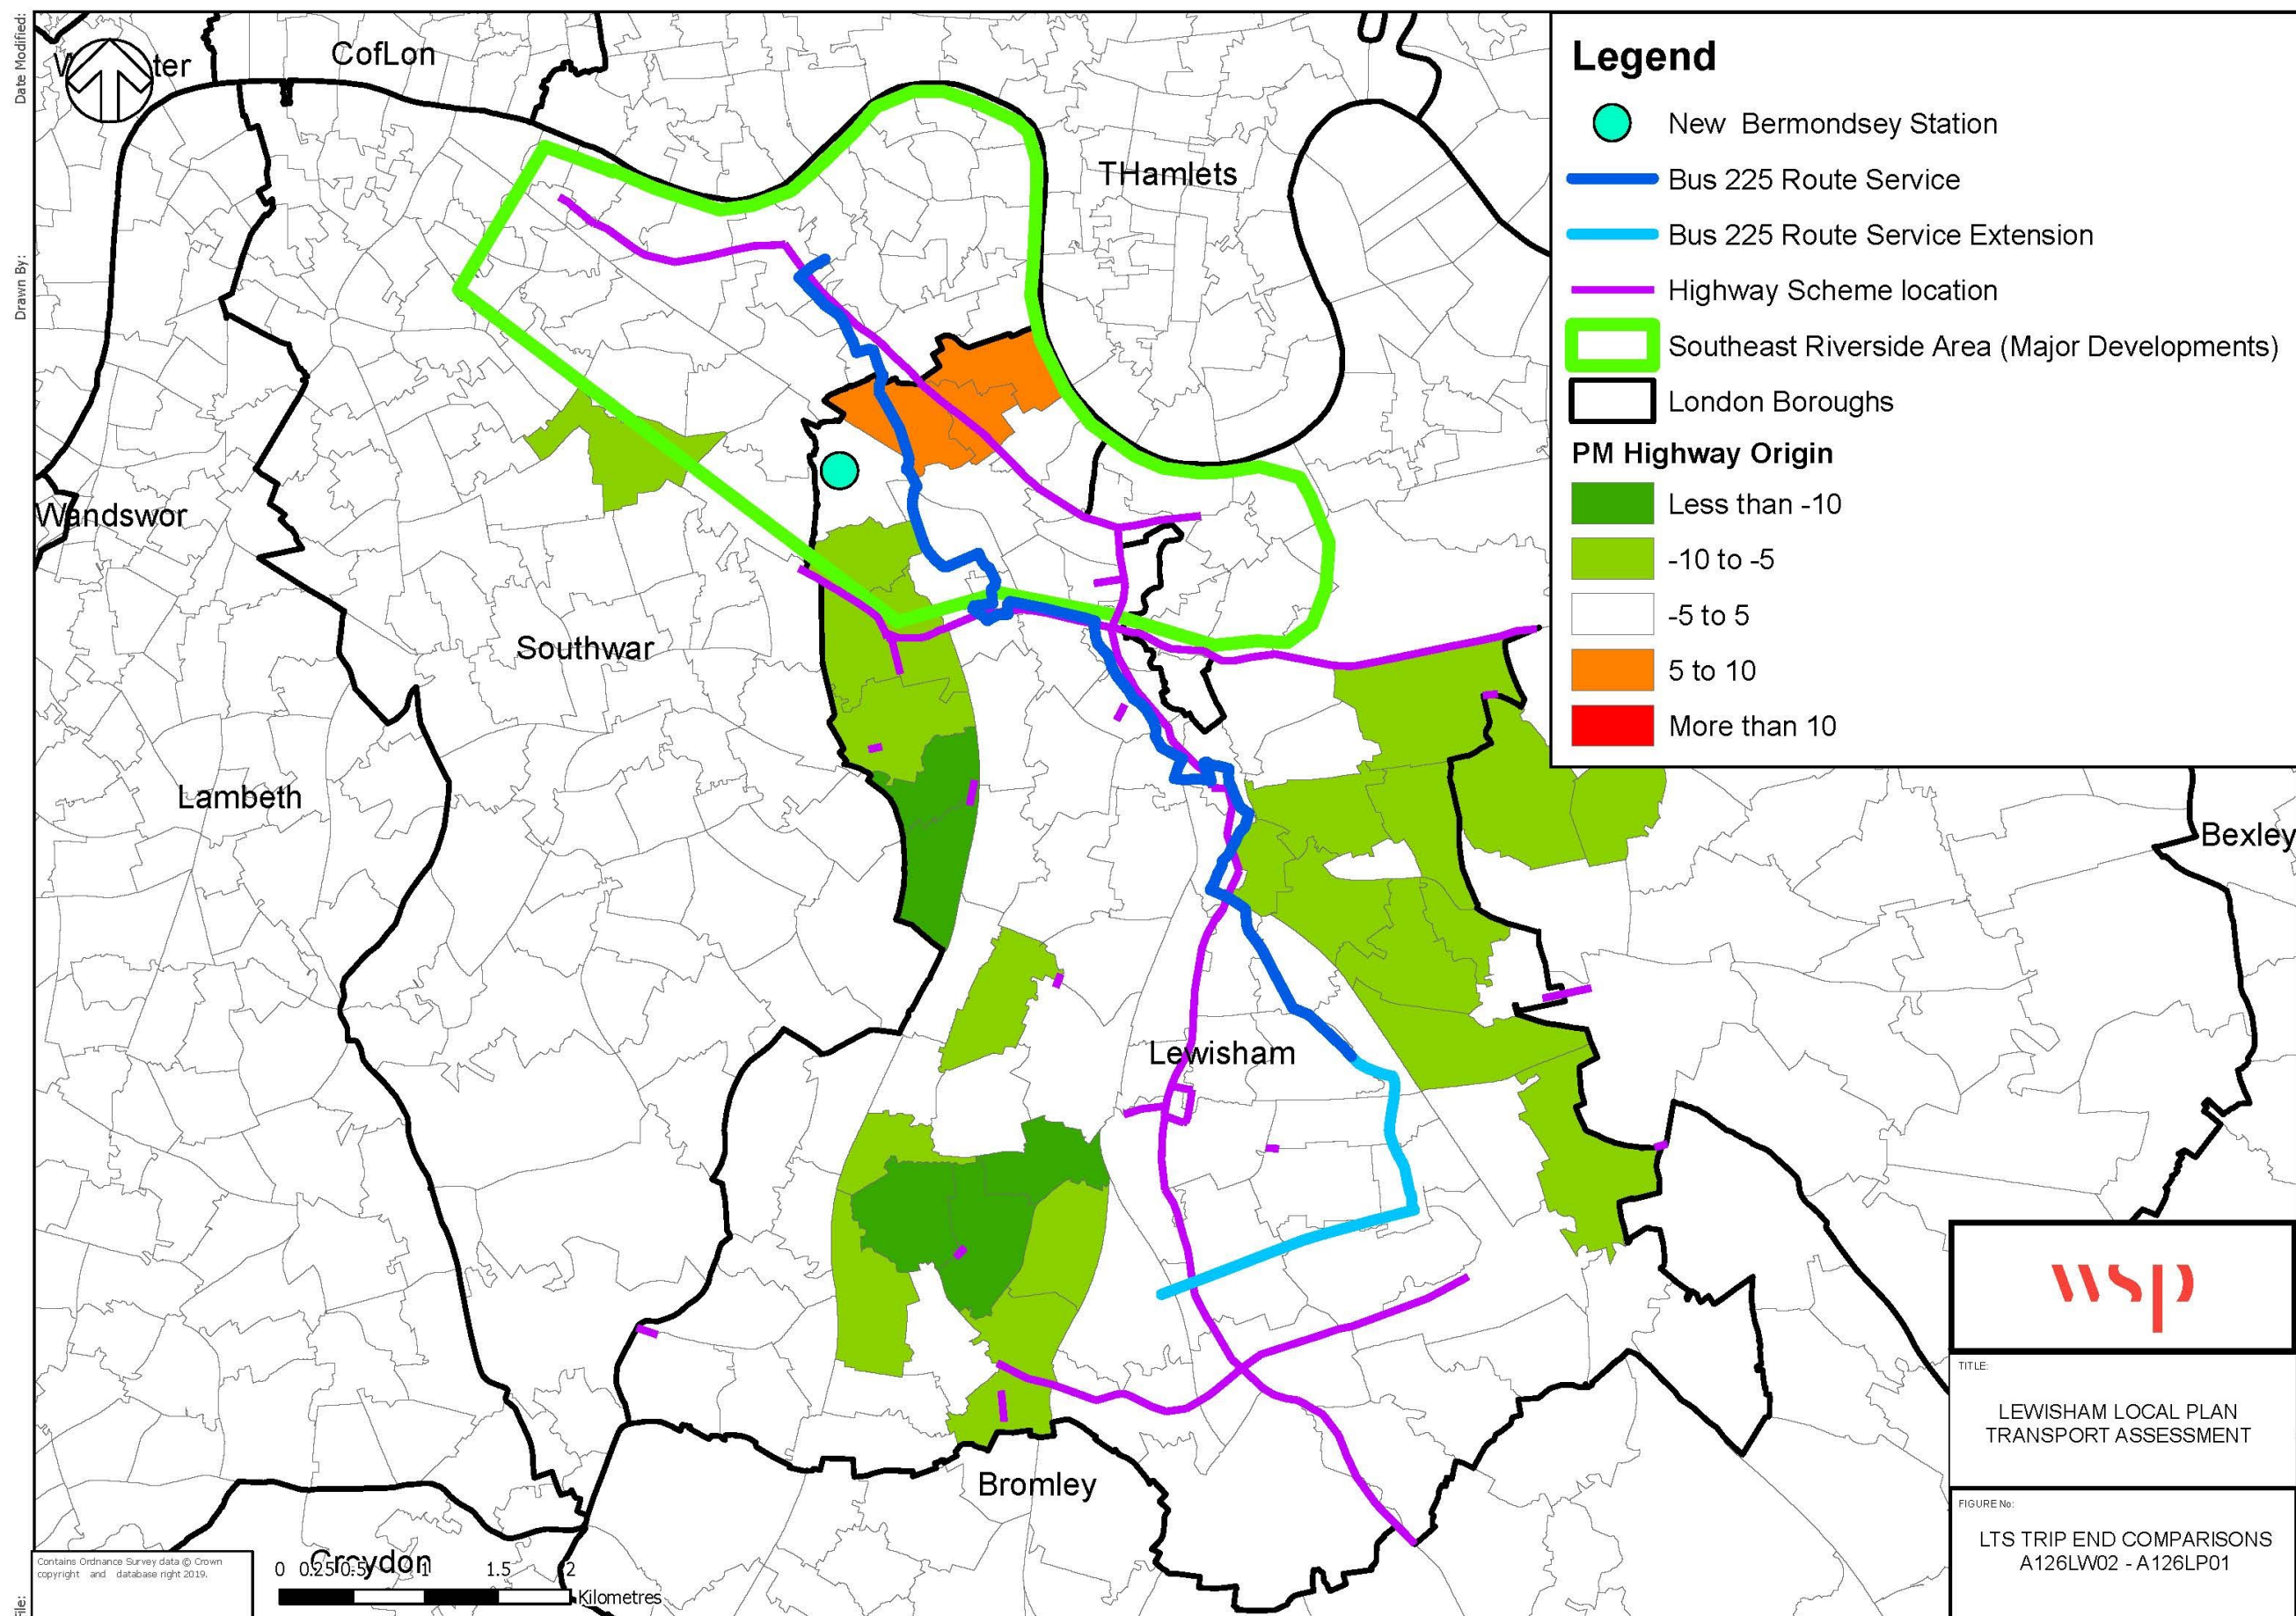 Date Modified:
Drawn By:
File:
ter
CofLon
THamlets
Wandswor
Southwar
Lambeth
Bexley
Lewisham
Bromley
Croydon
Legend
New Bermondsey Station
Bus 225 Route Service
Bus 225 Route Service Extension
Highway Scheme location
Southeast Riverside Area (Major Developments)
London Boroughs
PM Highway Origin
Less than -10
-10 to -5
-5 to 5
5 to 10
More than 10
wsp
TITLE:
LEWISHAM LOCAL PLAN
TRANSPORT ASSESSMENT
FIGURE No:
LTS TRIP END COMPARISONS
A126LW02 - A126LP01
Contains Ordnance Survey data © Crown
copyright and database right 2019.
0 0.25 0.5 1 1.5 2
Kilometres